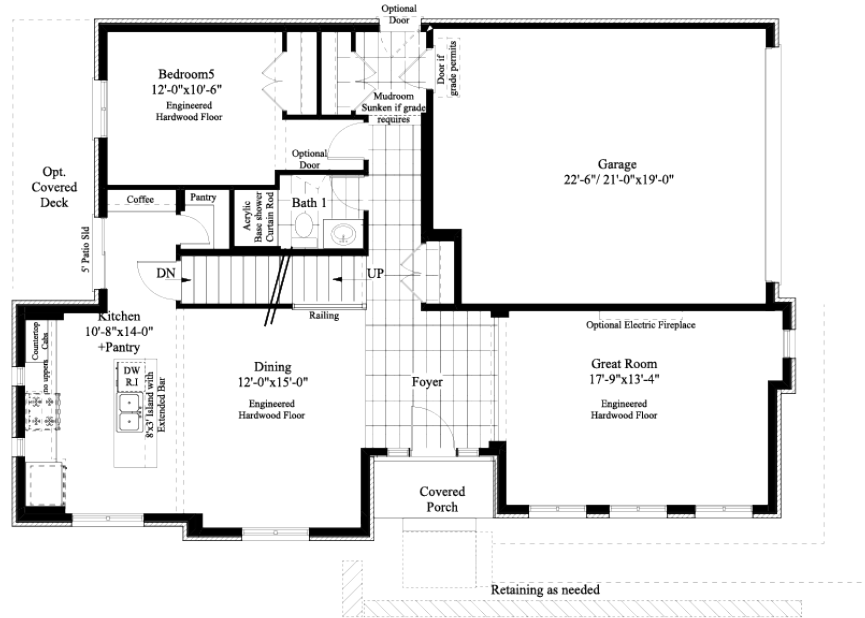 Optional
Door
Bedroom5
12'-0"x10'-6"
Engineered
Hardwood Floor
Door if
grade permits
Mudroom
Sunken if grade
requires
Optional
Door
Garage
22'-6"/ 21'-0"x19'-0"
Opt.
Covered
Deck
Coffee
Pantry
Acrylic
Base shower
Curtain Rod
Bath 1
5' Patio Sld
DN
UP
Railing
Kitchen
10'-8"x14'-0"
+Pantry
Countertop
no uppers Cabs
DW
R.I
8'x3' Island with
Extended Bar
Dining
12'-0"x15'-0"
Engineered
Hardwood Floor
Foyer
Optional Electric Fireplace
Great Room
17'-9"x13'-4"
Engineered
Hardwood Floor
Covered
Porch
Retaining as needed